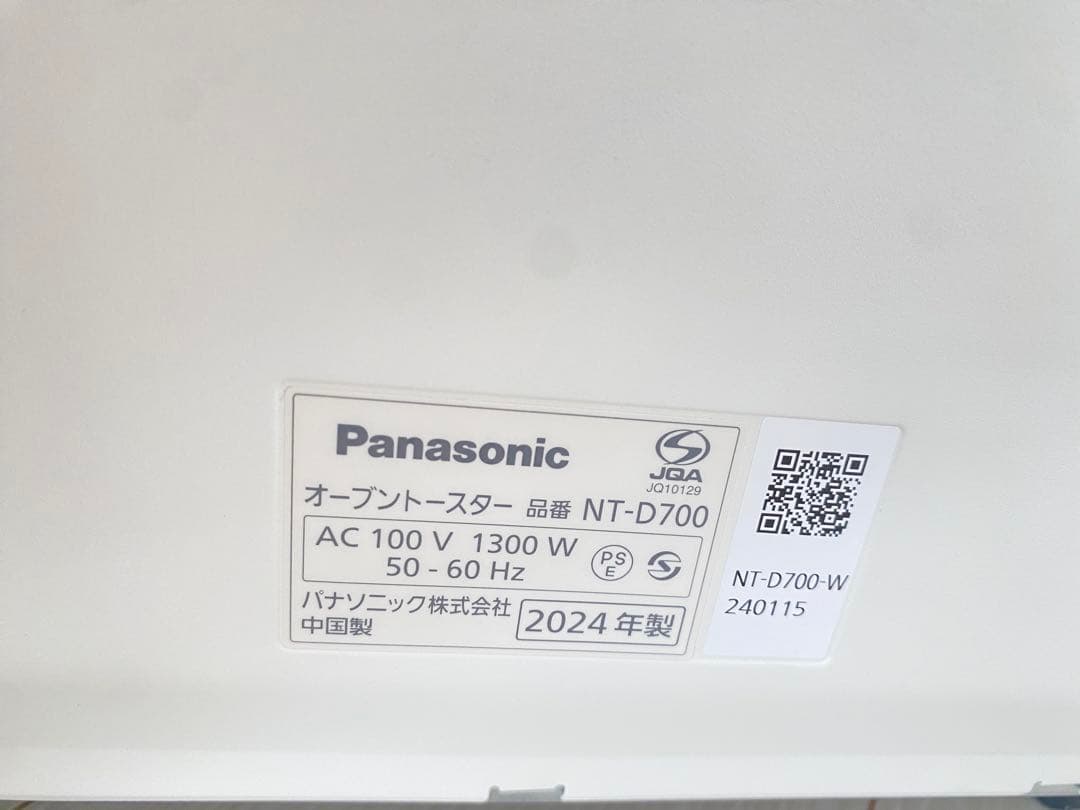 Panasonic
JQA
JQ10129
オーブントースター 品番 NT-D700
AC 100 V 1300 W
50 - 60 Hz
PS
E
パナソニック株式会社
中国製
2024 年製
NT-D700-W
240115